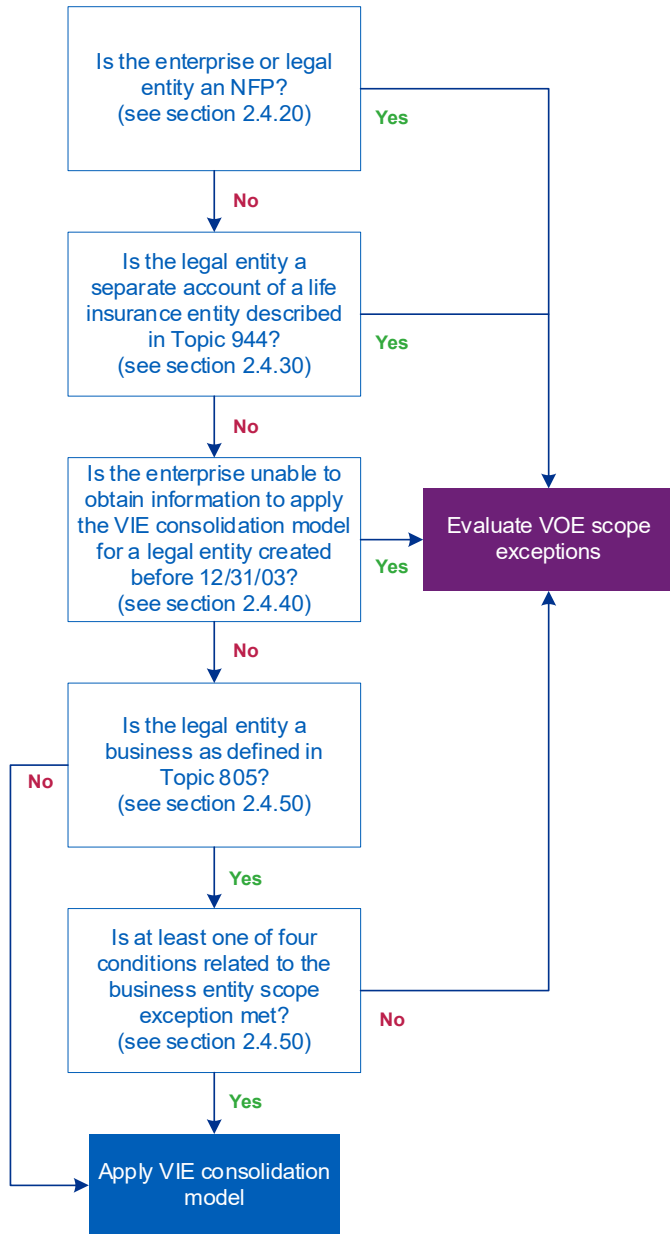 Is the enterprise or legal
entity an NFP?
(see section 2.4.20)
Yes
No
Is the legal entity a
separate account of a life
insurance entity described
in Topic 944?
(see section 2.4.30)
Yes
No
Is the enterprise unable to
obtain information to apply
the VIE consolidation model
for a legal entity created
before 12/31/03?
(see section 2.4.40)
Yes
Evaluate VOE scope
exceptions
No
Is the legal entity a
business as defined in
Topic 805?
(see section 2.4.50)
No
Yes
Is at least one of four
conditions related to the
business entity scope
exception met?
(see section 2.4.50)
No
Yes
Apply VIE consolidation
model